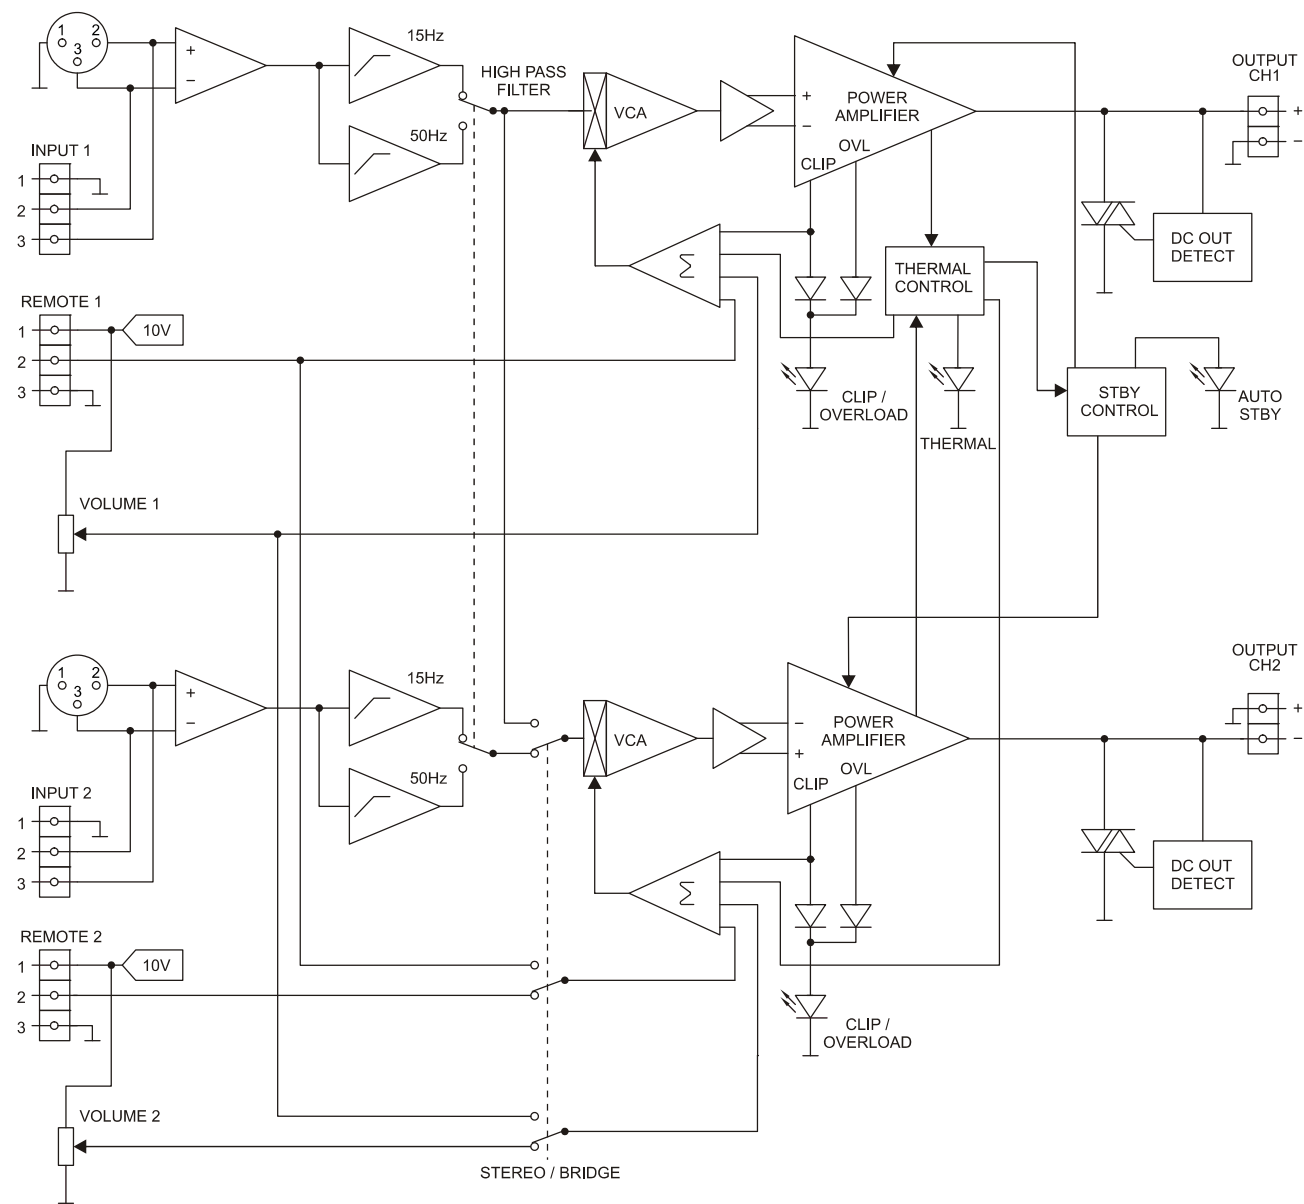 1
2
3
+
−
15Hz
50Hz
HIGH PASS
FILTER
VCA
+
−
POWER
AMPLIFIER
CLIP
OVL
OUTPUT
CH1
+
−
INPUT 1
1
2
3
Σ
THERMAL
CONTROL
DC OUT
DETECT
REMOTE 1
1
2
3
10V
CLIP /
OVERLOAD
THERMAL
STBY
CONTROL
AUTO
STBY
VOLUME 1
1
2
3
+
−
15Hz
50Hz
VCA
−
+
POWER
AMPLIFIER
CLIP
OVL
OUTPUT
CH2
+
−
INPUT 2
1
2
3
Σ
DC OUT
DETECT
REMOTE 2
1
2
3
10V
CLIP /
OVERLOAD
VOLUME 2
STEREO / BRIDGE